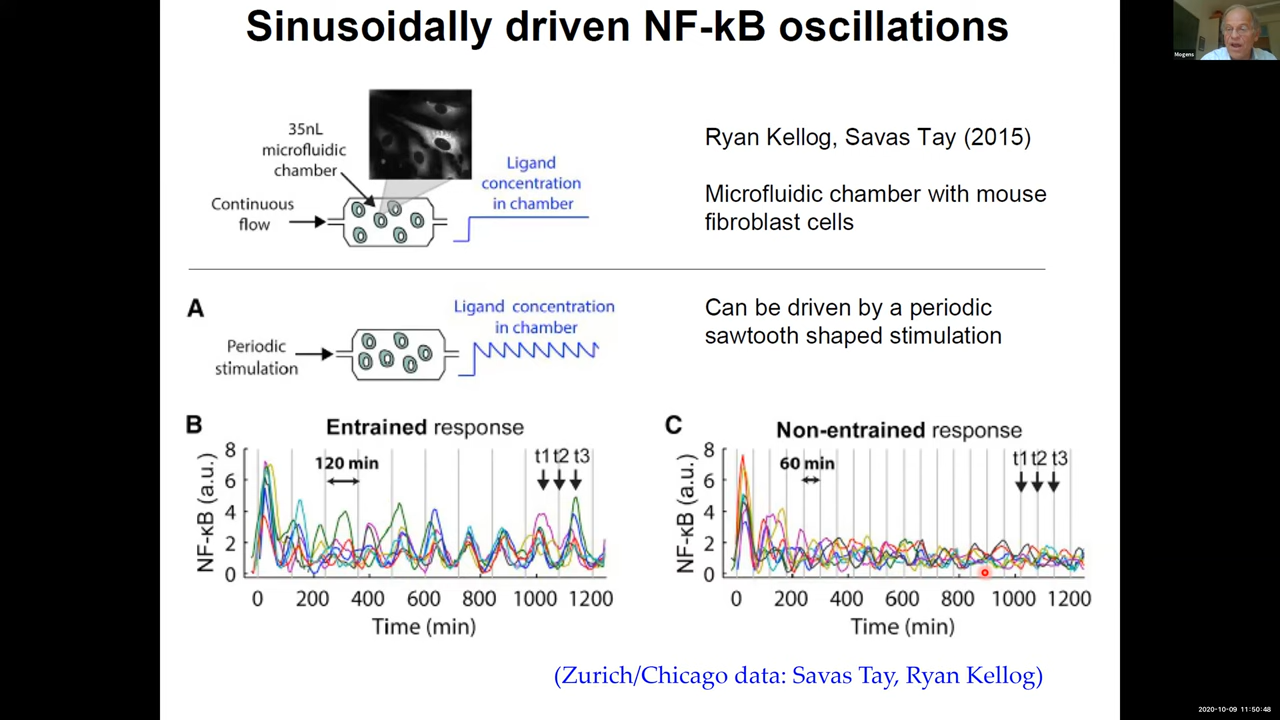 Sinusoidally driven NF-kB oscillations
Mogens
35nL
microfluidic
chamber
Continuous
flow
Ligand
concentration
in chamber
Ryan Kellog, Savas Tay (2015)
Microfluidic chamber with mouse
fibroblast cells
A
Periodic
stimulation
Ligand concentration
in chamber
Can be driven by a periodic
sawtooth shaped stimulation
B
Entrained response
120 min
t1 t2 t3
NF-κB (a.u.)
8
6
4
2
0
0 200 400 600 800 1000 1200
Time (min)
C
Non-entrained response
60 min
t1 t2 t3
NF-κB (a.u.)
8
6
4
2
0
0 200 400 600 800 1000 1200
Time (min)
(Zurich/Chicago data: Savas Tay, Ryan Kellog)
2020-10-09 11:50:48